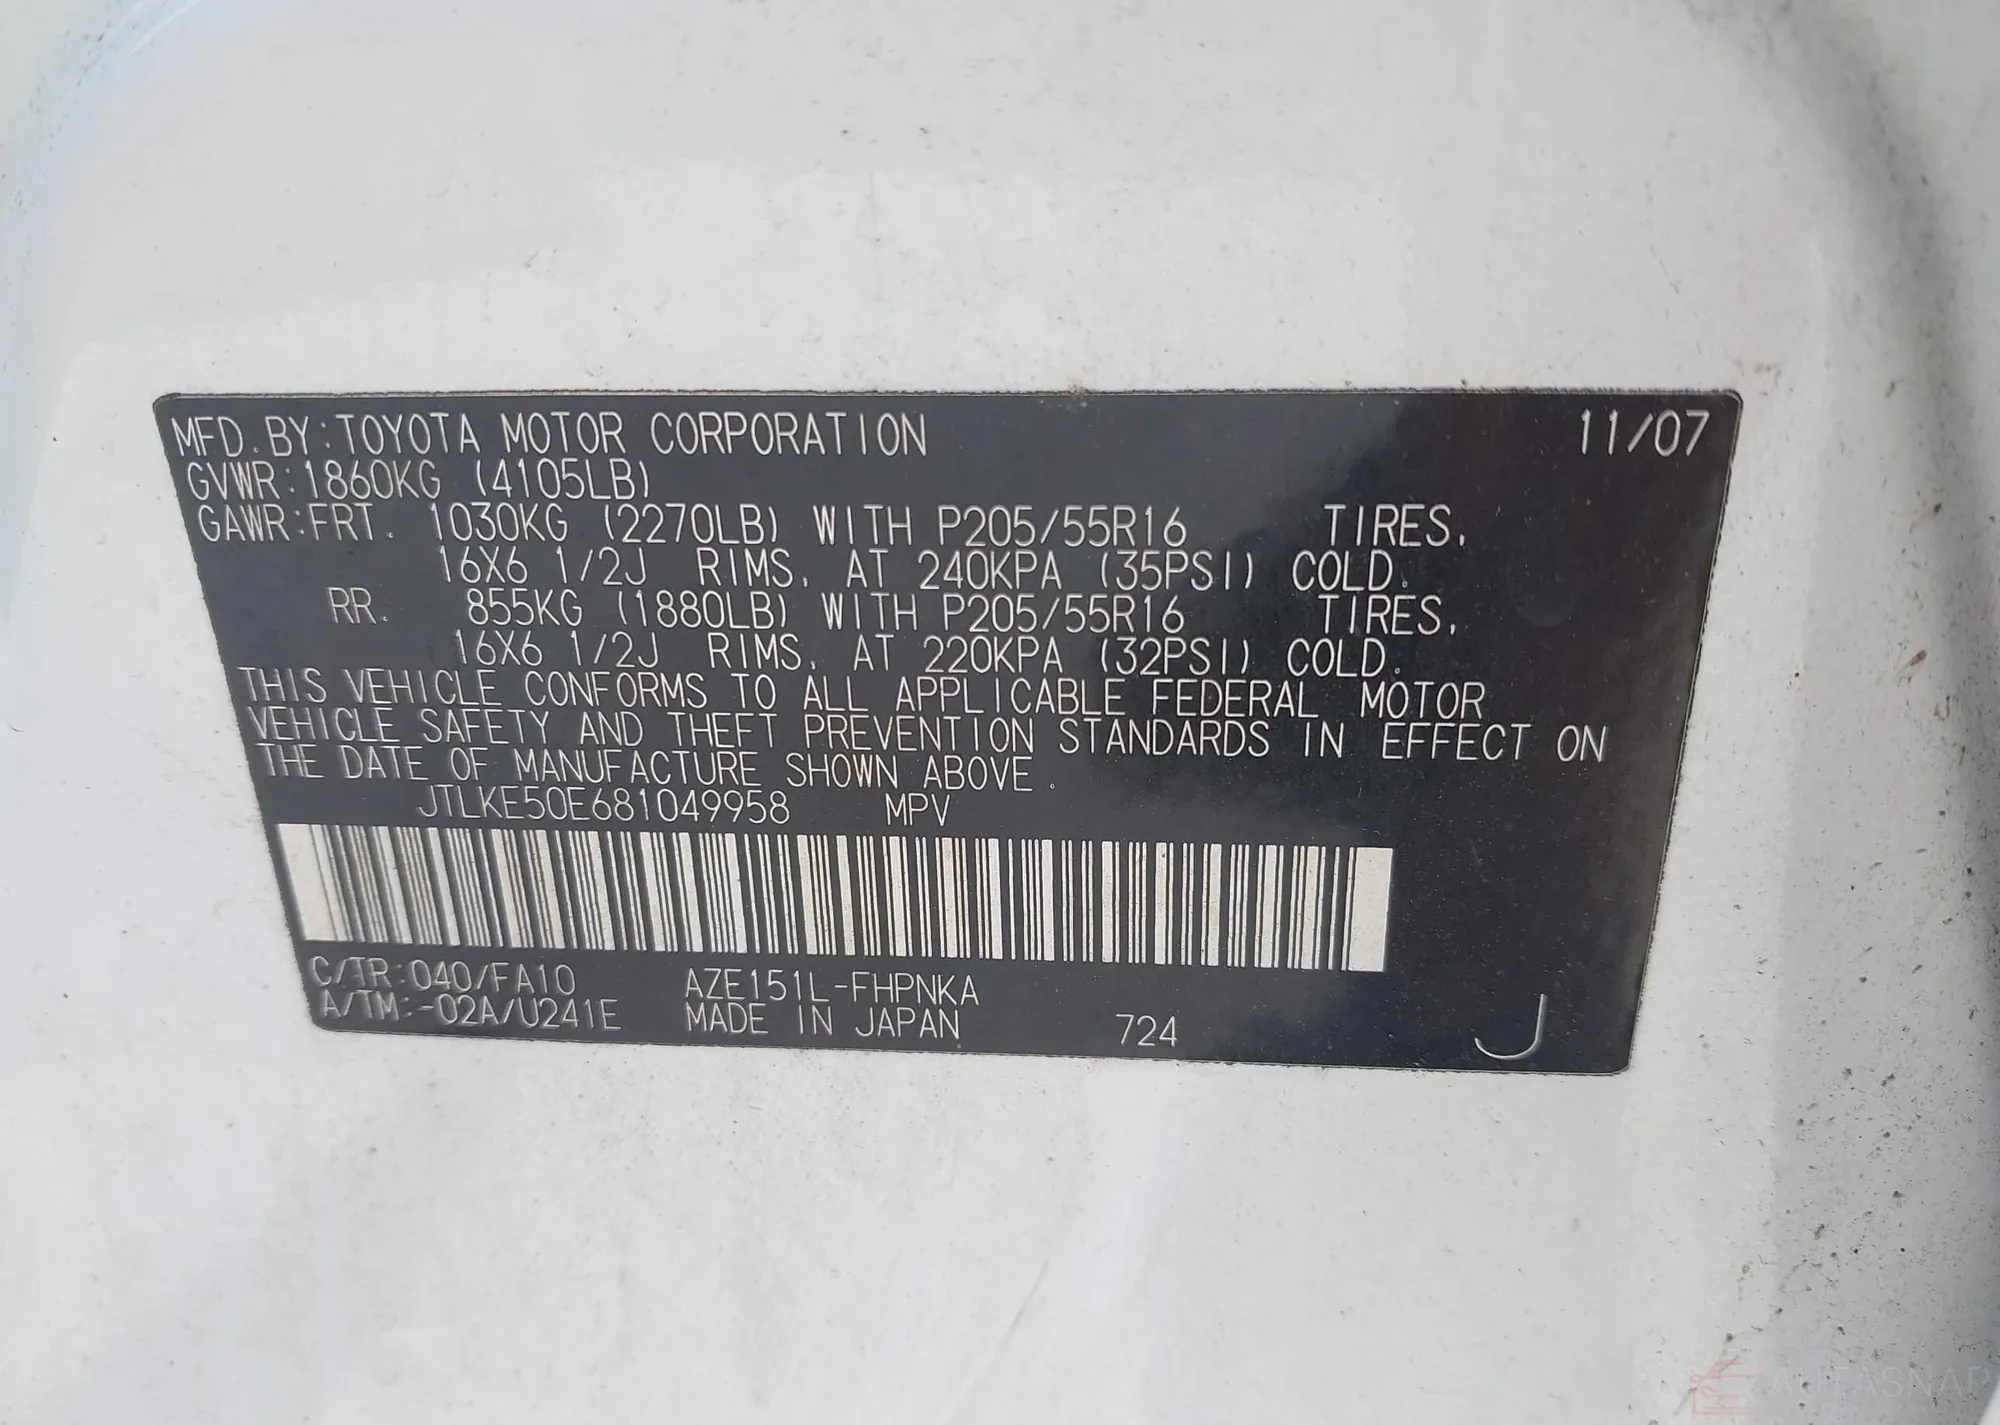 MFD. BY: TOYOTA MOTOR CORPORATION 11/07
GVWR: 1860KG (4105LB)
GAWR: FRT. 1030KG (2270LB) WITH P205/55R16 TIRES,
16X6 1/2J RIMS, AT 240KPA (35PSI) COLD.
RR. 855KG (1880LB) WITH P205/55R16 TIRES,
16X6 1/2J RIMS, AT 220KPA (32PSI) COLD.
THIS VEHICLE CONFORMS TO ALL APPLICABLE FEDERAL MOTOR
VEHICLE SAFETY AND THEFT PREVENTION STANDARDS IN EFFECT ON
THE DATE OF MANUFACTURE SHOWN ABOVE.
JTLKE50E681049958 MPV
C/TR: 040/FA10 AZE151L-FHPNKA
A/TM: -02A/U241E MADE IN JAPAN 724 J
AUTASNAP